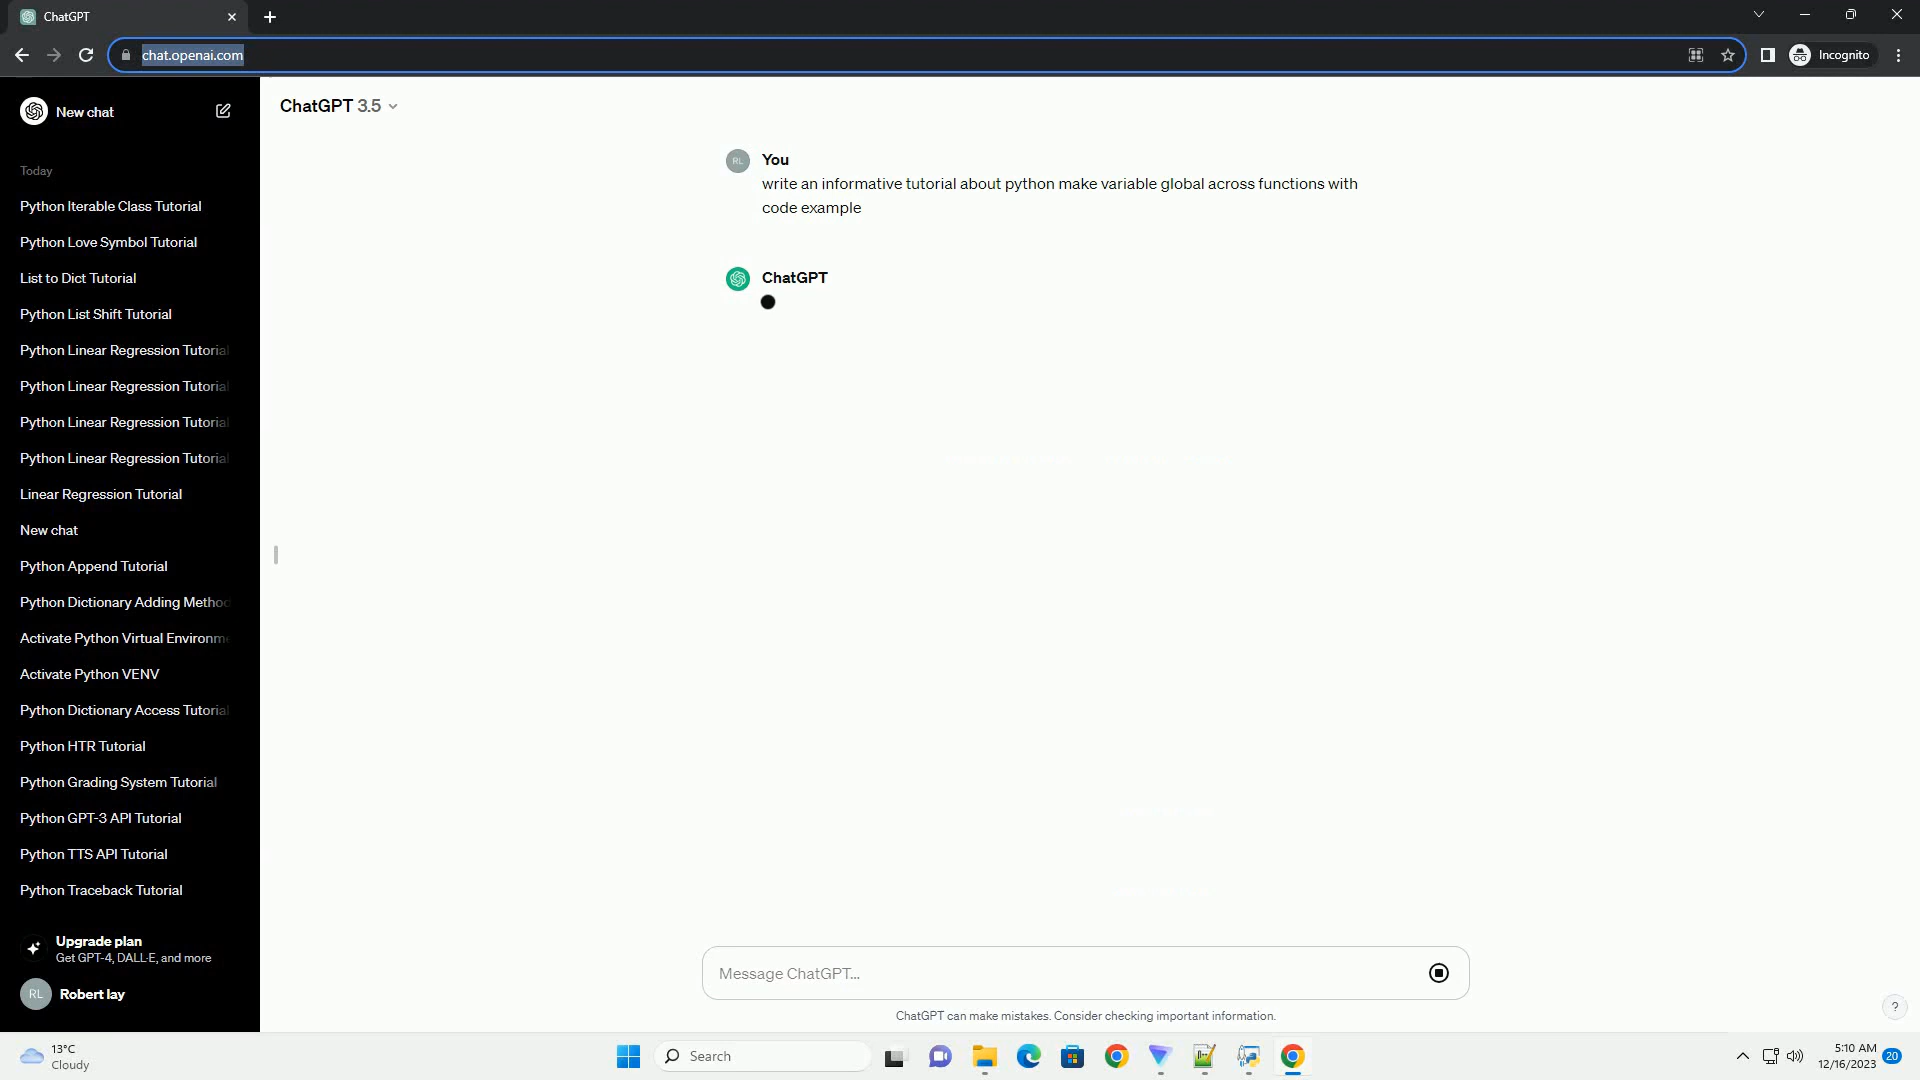 ChatGPT
chat.openai.com
Incognito
New chat
Today
Python Iterable Class Tutorial
Python Love Symbol Tutorial
List to Dict Tutorial
Python List Shift Tutorial
Python Linear Regression Tutorial
Python Linear Regression Tutorial
Python Linear Regression Tutorial
Python Linear Regression Tutorial
Linear Regression Tutorial
New chat
Python Append Tutorial
Python Dictionary Adding Metho
Activate Python Virtual Environm
Activate Python VENV
Python Dictionary Access Tutorial
Python HTR Tutorial
Python Grading System Tutorial
Python GPT-3 API Tutorial
Python TTS API Tutorial
Python Traceback Tutorial
Upgrade plan
Get GPT-4, DALL·E, and more
RL Robert lay
ChatGPT 3.5
RL You
write an informative tutorial about python make variable global across functions with
code example
ChatGPT
Message ChatGPT...
ChatGPT can make mistakes. Consider checking important information.
?
13°C
Cloudy
Search
5:10 AM
12/16/2023
20